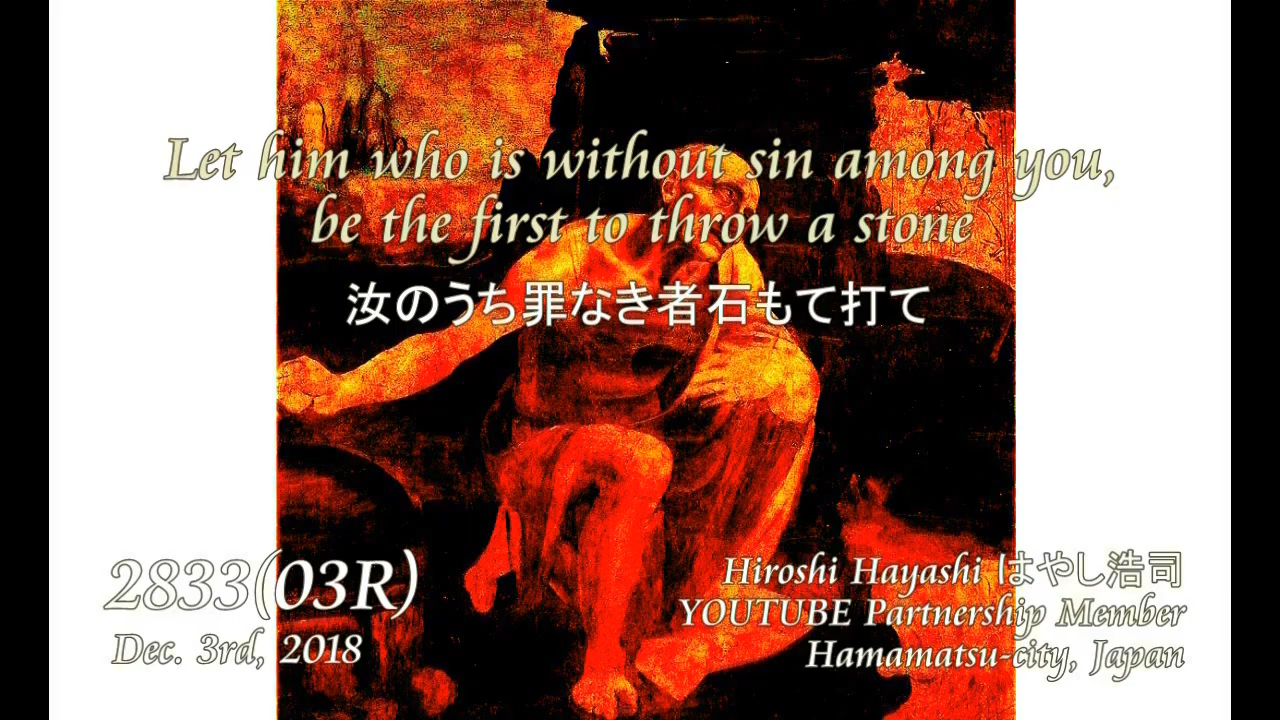 Let him who is without sin among you,
be the first to throw a stone
汝のうち罪なき者石もて打て
2833(03R)
Dec. 3rd, 2018
Hiroshi Hayashi はやし浩司
YOUTUBE Partnership Member
Hamamatsu-city, Japan